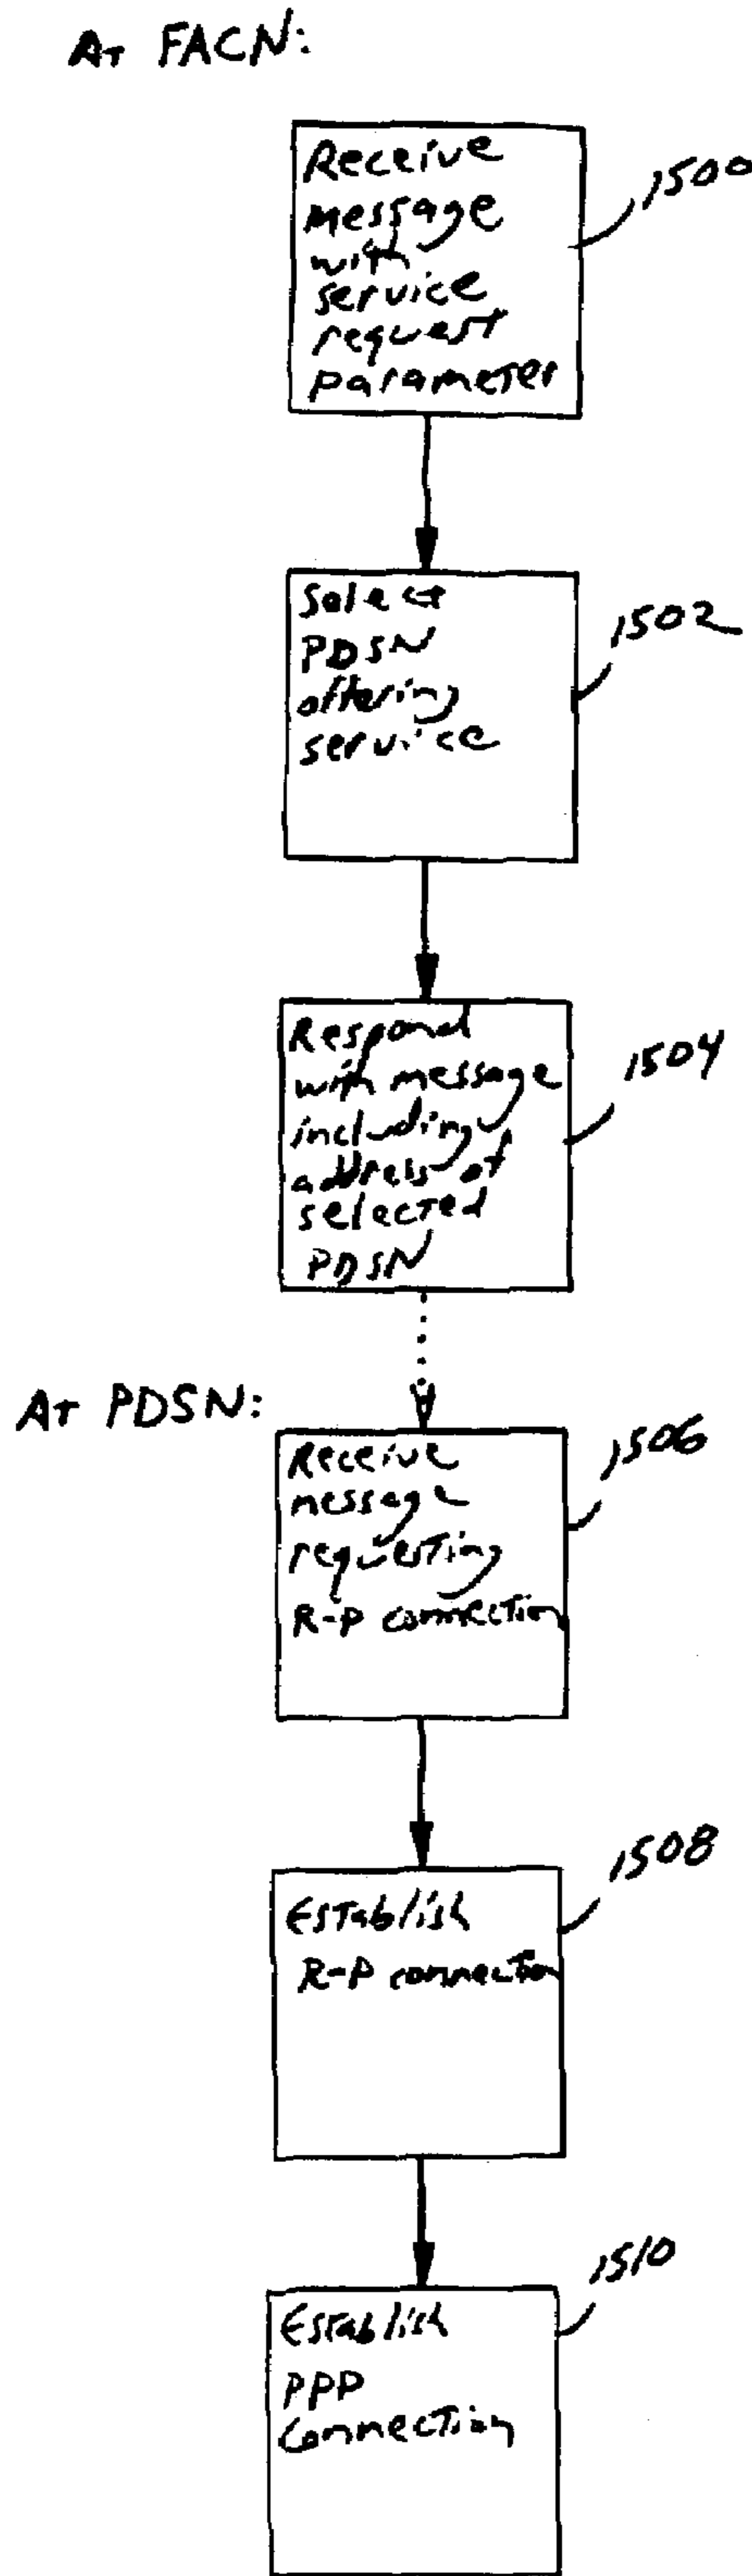 At FACN:
Receive
message
with
service
request
parameter
1500
Select
PDSN
offering
service
1502
Respond
with message
including
address of
selected
PDSN
1504
At PDSN:
Receive
message
requesting
R-P connection
1506
Establish
R-P connection
1508
Establish
PPP
Connection
1510